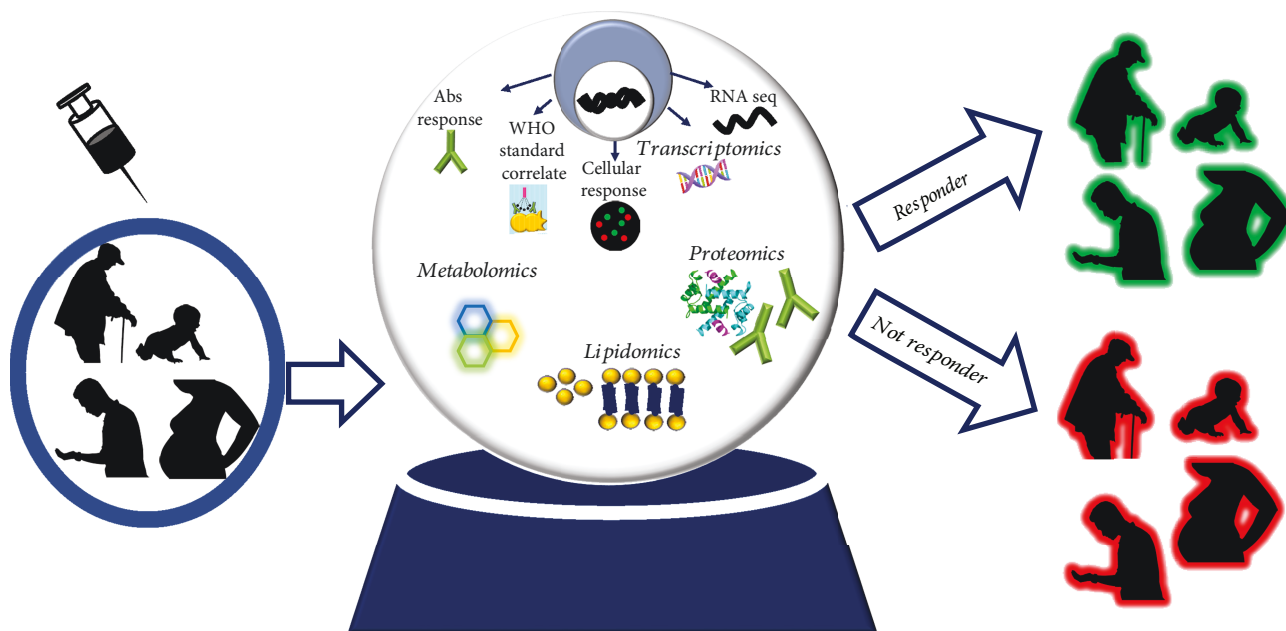 Abs
response
WHO
standard
correlate
Cellular
response
RNA seq
Transcriptomics
Metabolomics
Proteomics
Lipidomics
Responder
Not responder